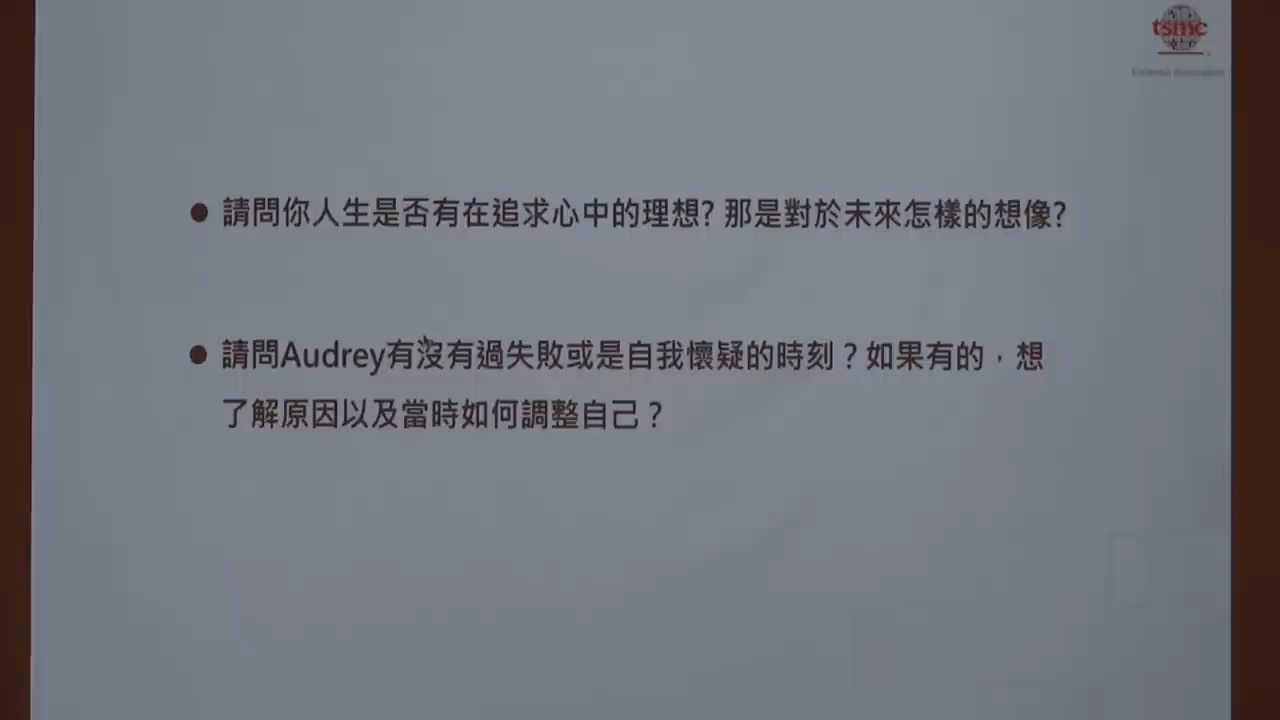 tsmc
請問你人生是否有在追求心中的理想? 那是對於未來怎樣的想像?
請問Audrey有沒有過失敗或是自我懷疑的時刻？如果有的，想
了解原因以及當時如何調整自己？